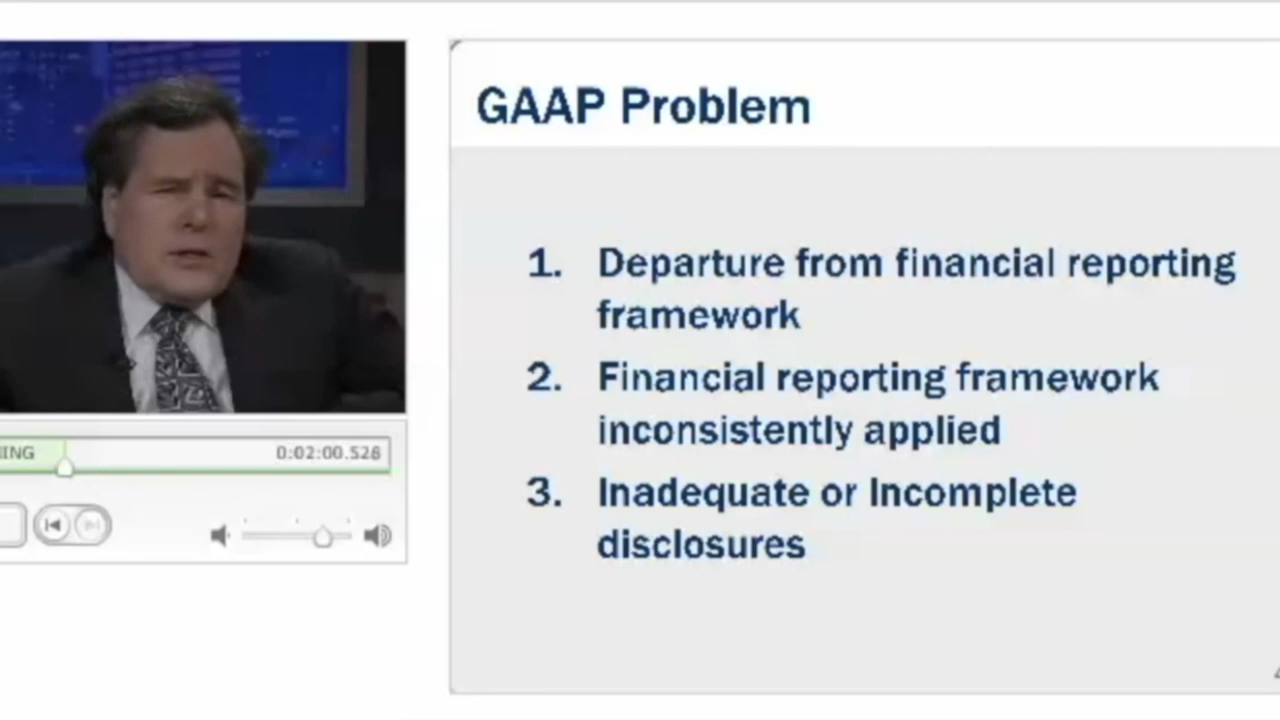 GAAP Problem
1. Departure from financial reporting
framework
2. Financial reporting framework
inconsistently applied
3. Inadequate or Incomplete
disclosures
0:02:00.526